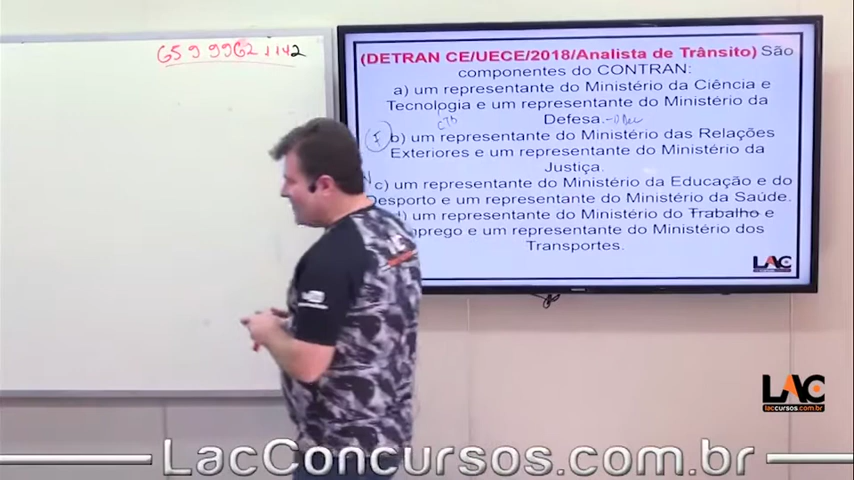 65 9 9962 1142
(DETRAN CE/UECE/2018/Analista de Trânsito) São
componentes do CONTRAN:
a) um representante do Ministério da Ciência e
Tecnologia e um representante do Ministério da
Defesa.
b) um representante do Ministério das Relações
Exteriores e um representante do Ministério da
Justiça.
c) um representante do Ministério da Educação e do
Desporto e um representante do Ministério da Saúde.
um representante do Ministério do Trabalho e
mprego e um representante do Ministério dos
Transportes.
LAC
LAC
laccursos.com.br
LacConcursos.com.br